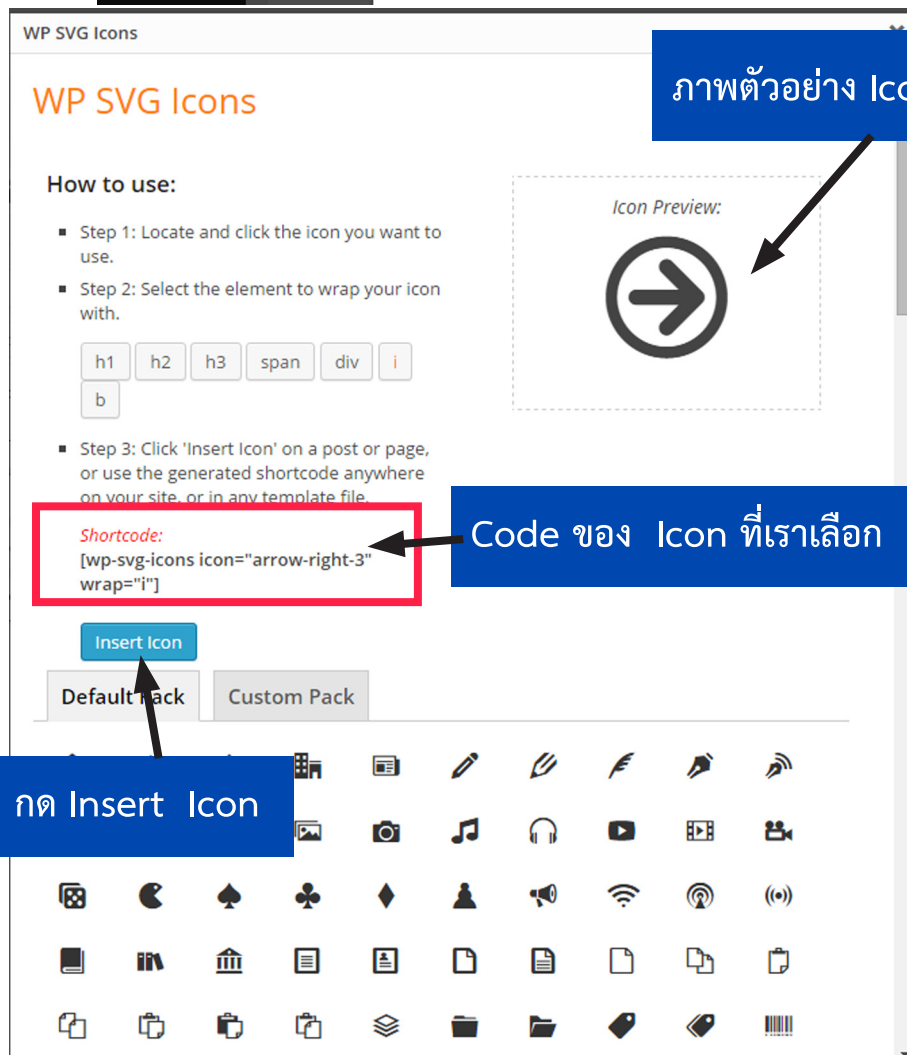 WP SVG Icons
WP SVG Icons
ภาพตัวอย่าง Ico
How to use:
Icon Preview:
Step 1: Locate and click the icon you want to
use.
Step 2: Select the element to wrap your icon
with.
h1 h2 h3 span div i
b
Step 3: Click 'Insert Icon' on a post or page,
or use the generated shortcode anywhere
on your site, or in any template file.
Code ของ Icon ที่เราเลือก
Shortcode:
[wp-svg-icons icon="arrow-right-3"
wrap="i"]
Insert Icon
Default Pack Custom Pack
กด Insert Icon